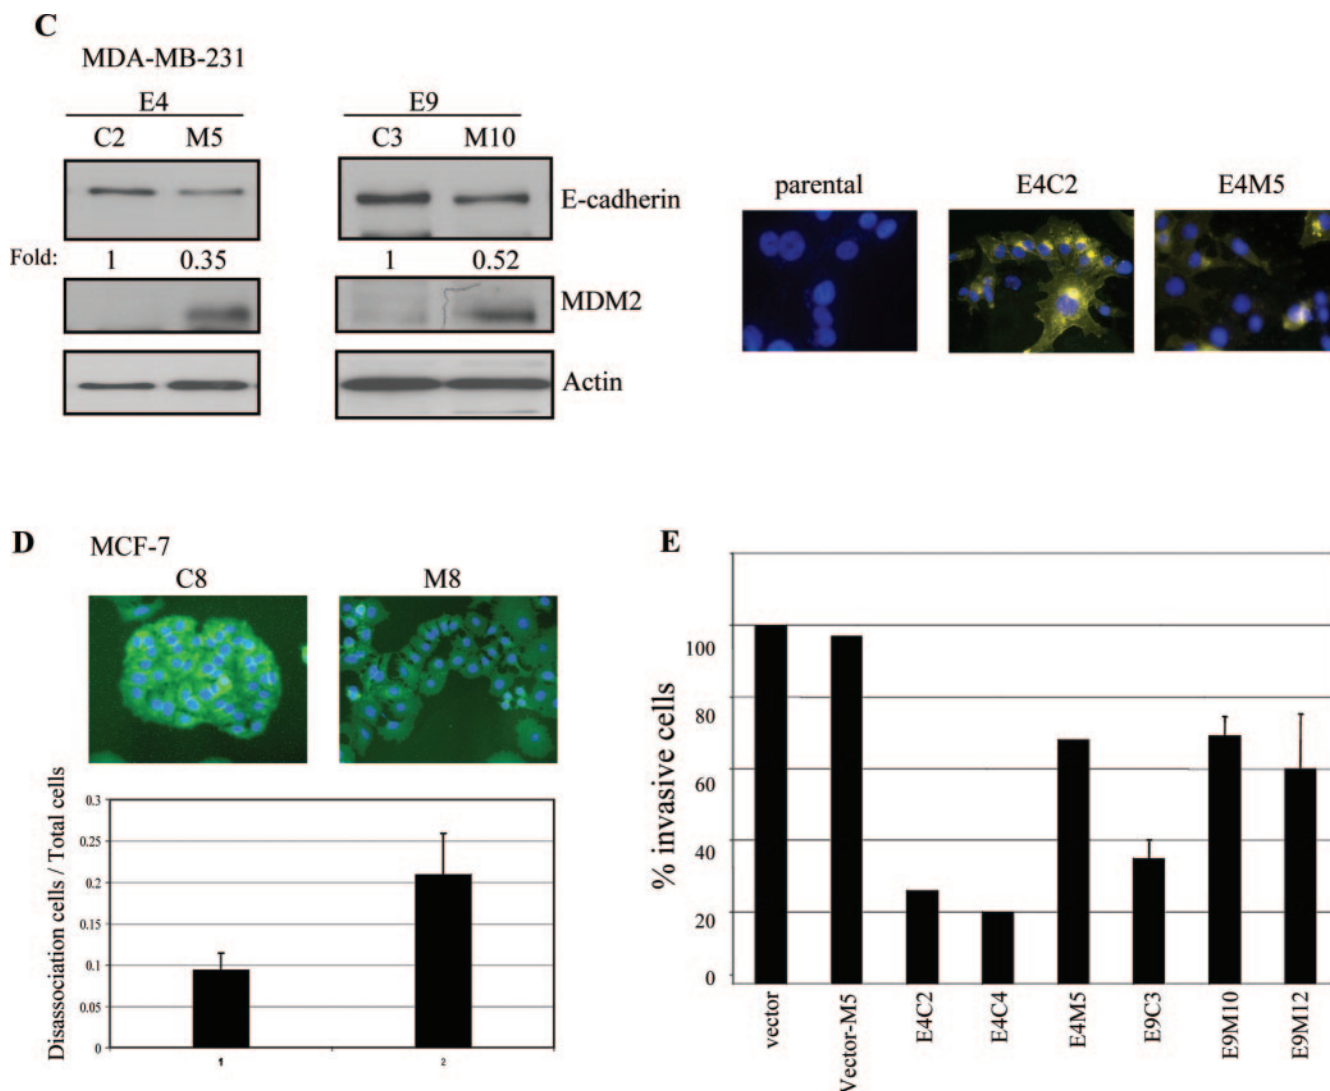 C
MDA-MB-231
E4
E9
C2 M5
C3 M10
E-cadherin
Fold: 1 0.35
1 0.52
MDM2
Actin
parental E4C2 E4M5
D MCF-7
C8 M8
Disassociation cells / Total cells
0.3
0.25
0.2
0.15
0.1
0.05
0
1 2
E
% invasive cells
100
80
60
40
20
0
vector
Vector-M5
E4C2
E4C4
E4M5
E9C3
E9M10
E9M12